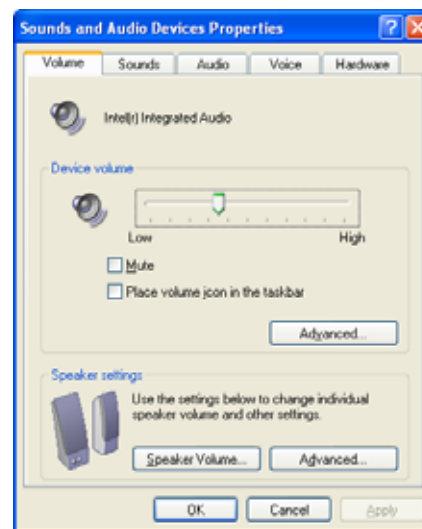 Sounds and Audio Devices Properties
Volume Sounds Audio Voice Hardware
Intel(r) Integrated Audio
Device volume
Low High
Mute
Place volume icon in the taskbar
Advanced...
Speaker settings
Use the settings below to change individual
speaker volume and other settings.
Speaker Volume... Advanced...
OK Cancel Apply